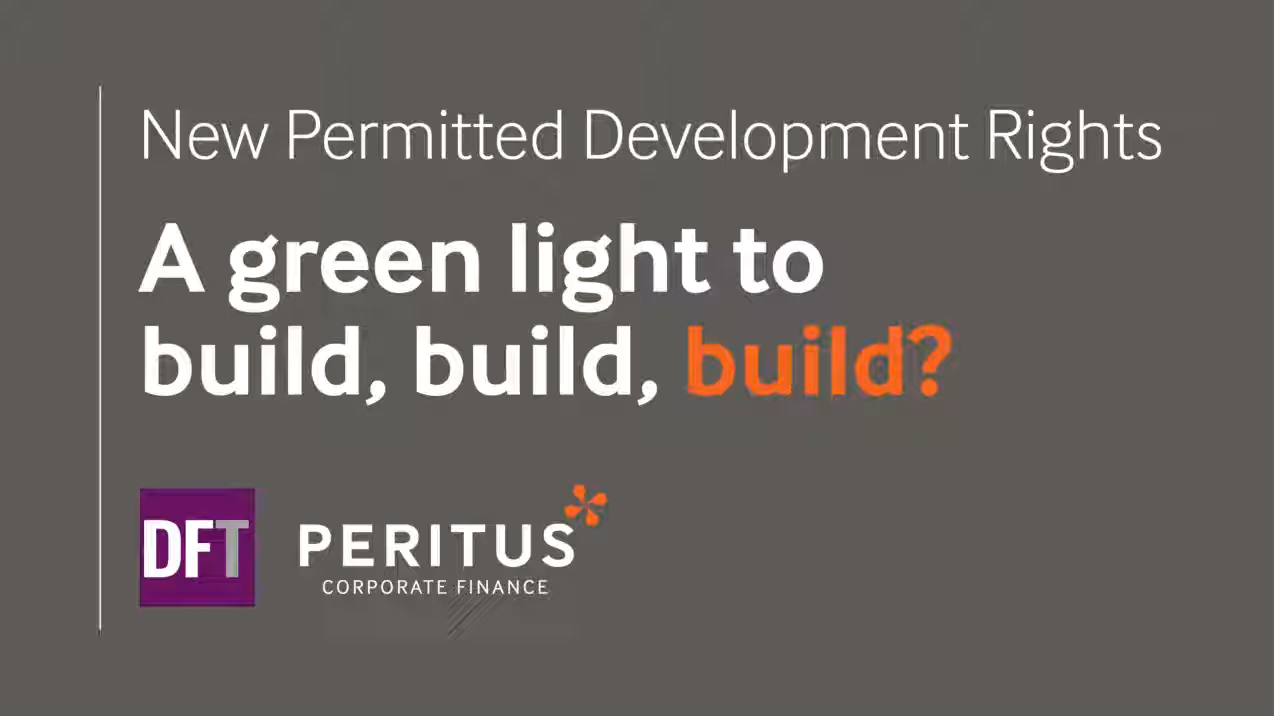 New Permitted Development Rights
A green light to
build, build, build?
DFT
PERITUS
CORPORATE FINANCE